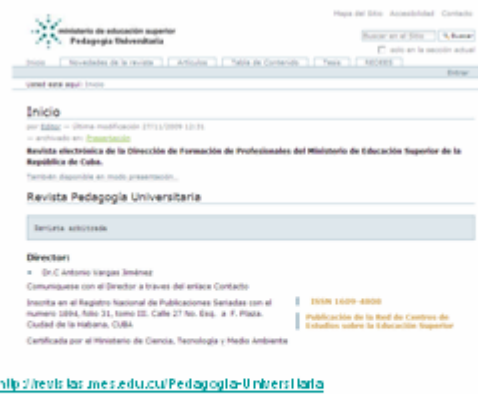 Mapa del Sitio Accesibilidad Contacto
ministerio de educación superior
Pedagogía Universitaria
Buscar en el Sitio Buscar
solo en la sección actual
Inicio Novedades de la revista Artículos Tabla de Contenido Tesis REDEES
Entrar
usted está aquí: Inicio
Inicio
por Editor — Última modificación 27/11/2009 12:31
— archivado en: Presentación
Revista electrónica de la Dirección de Formación de Profesionales del Ministerio de Educación Superior de la
República de Cuba.
También disponible en modo presentación...
Revista Pedagogía Universitaria
Revista arbitrada
Director:
Dr.C Antonio Vargas Jiménez
Comuniquese con el Director a traves del enlace Contacto
Inscrita en el Registro Nacional de Publicaciones Seriadas con el
numero 1894, folio 31, tomo III. Calle 27 No. Esq. a F. Plaza.
Ciudad de la Habana, CUBA
Certificada por el Ministerio de Ciencia, Tecnología y Medio Ambiente
ISSN 1609-4808
Publicación de la Red de Centros de
Estudios sobre la Educación Superior
http://revistas.mes.edu.cu/Pedagogia-Universitaria